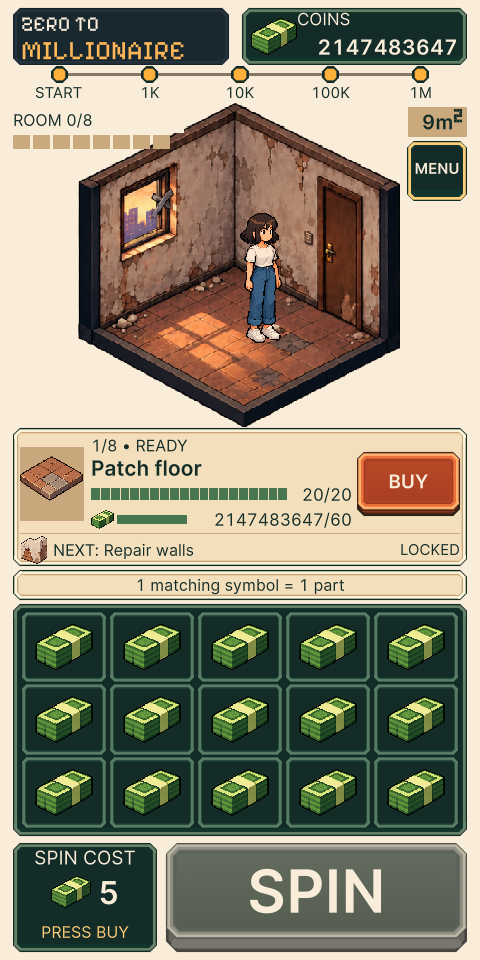 ZERO TO
MILLIONAIRE
COINS
2147483647
START
1K
10K
100K
1M
ROOM 0/8
9m²
MENU
1/8 • READY
Patch floor
20/20
2147483647/60
BUY
NEXT: Repair walls
LOCKED
1 matching symbol = 1 part
SPIN COST
5
PRESS BUY
SPIN